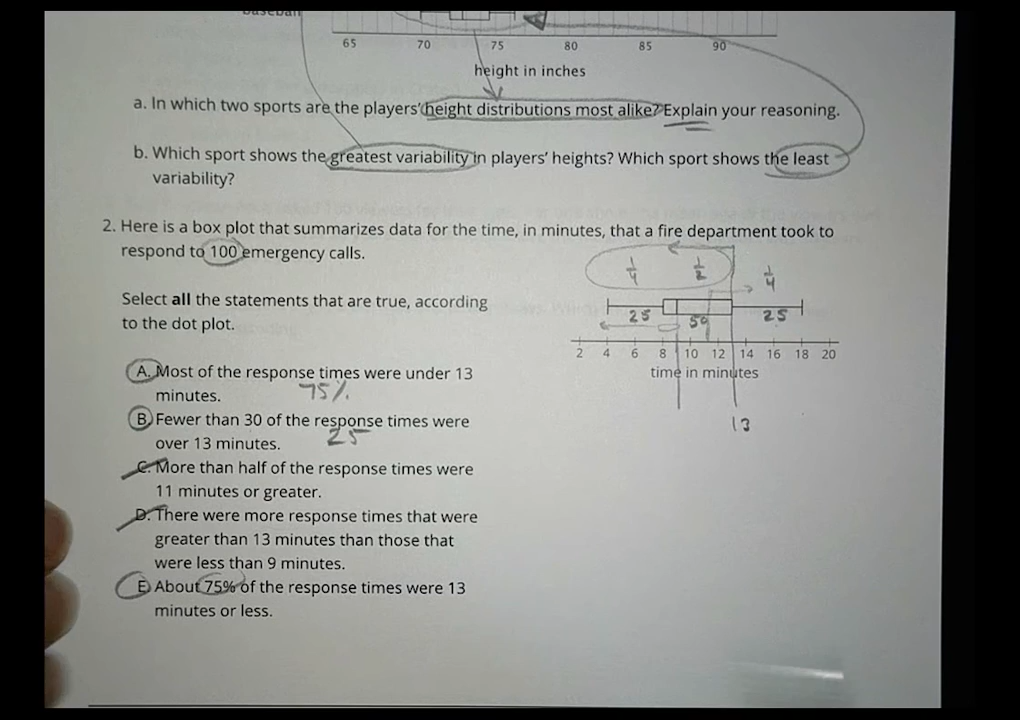 65 70 75 80 85 90
height in inches
a. In which two sports are the players' height distributions most alike? Explain your reasoning.
b. Which sport shows the greatest variability in players' heights? Which sport shows the least
variability?
2. Here is a box plot that summarizes data for the time, in minutes, that a fire department took to
respond to 100 emergency calls.
1/4 1/2 1/4
Select all the statements that are true, according
to the dot plot.
25 50 25
2 4 6 8 10 12 14 16 18 20
time in minutes
13
A. Most of the response times were under 13
minutes.
75%
B. Fewer than 30 of the response times were
over 13 minutes.
25
C. More than half of the response times were
11 minutes or greater.
D. There were more response times that were
greater than 13 minutes than those that
were less than 9 minutes.
E. About 75% of the response times were 13
minutes or less.